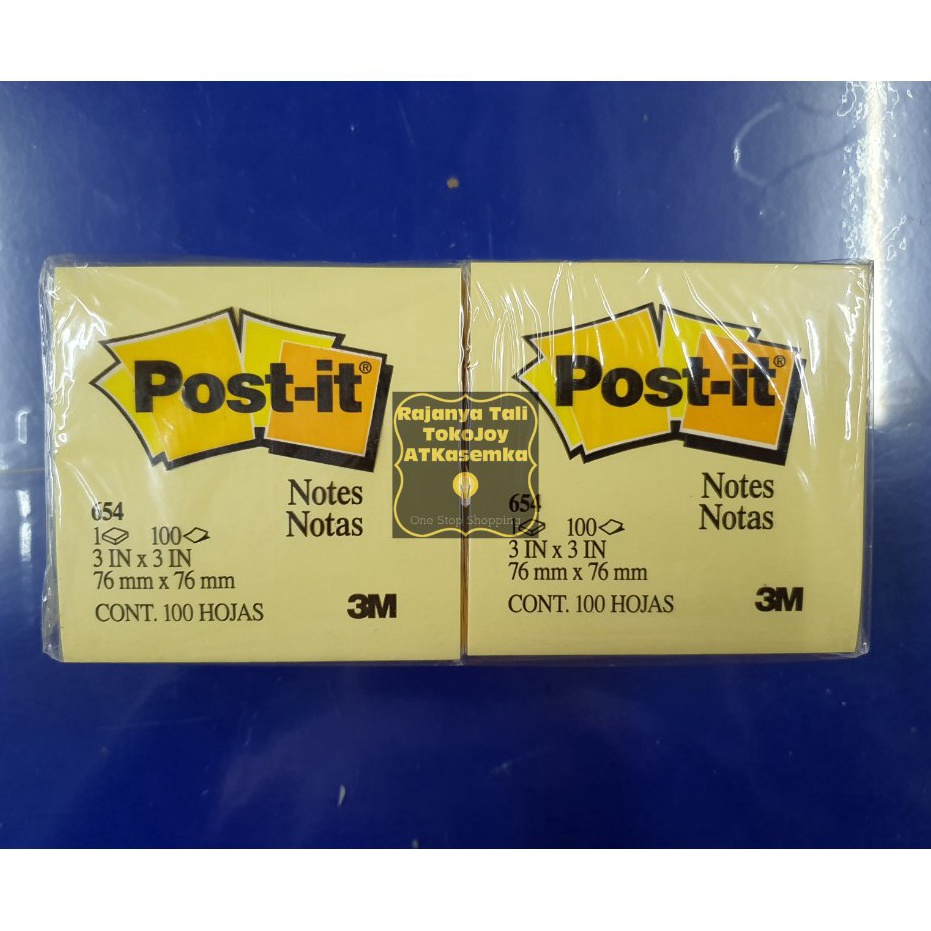 Post-it®
Notes
Notas
654
1 100
3 IN x 3 IN
76 mm x 76 mm
CONT. 100 HOJAS
3M
Rajanya Tali
TokoJoy
ATKasemka
One Stop Shopping
Post-it®
Notes
Notas
654
1 100
3 IN x 3 IN
76 mm x 76 mm
CONT. 100 HOJAS
3M